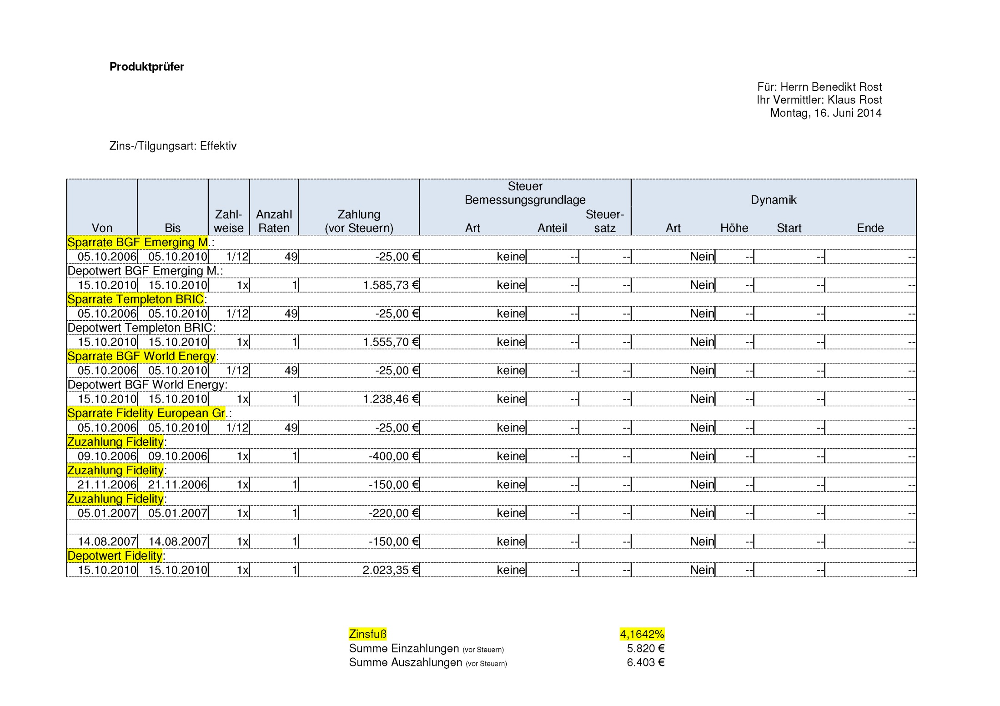 Produktprüfer
Für: Herrn Benedikt Rost
Ihr Vermittler: Klaus Rost
Montag, 16. Juni 2014
Zins-/Tilgungsart: Effektiv
Steuer
Bemessungsgrundlage Dynamik
Zahl- Anzahl Zahlung Steuer-
Von Bis weise Raten (vor Steuern) Art Anteil satz Art Höhe Start Ende
Sparrate BGF Emerging M.:
05.10.2006 05.10.2010 1/12 49 -25,00 € keine -- -- Nein -- -- --
Depotwert BGF Emerging M.:
15.10.2010 15.10.2010 1x 1 1.585,73 € keine -- -- Nein -- -- --
Sparrate Templeton BRIC:
05.10.2006 05.10.2010 1/12 49 -25,00 € keine -- -- Nein -- -- --
Depotwert Templeton BRIC:
15.10.2010 15.10.2010 1x 1 1.555,70 € keine -- -- Nein -- -- --
Sparrate BGF World Energy:
05.10.2006 05.10.2010 1/12 49 -25,00 € keine -- -- Nein -- -- --
Depotwert BGF World Energy:
15.10.2010 15.10.2010 1x 1 1.238,46 € keine -- -- Nein -- -- --
Sparrate Fidelity European Gr.:
05.10.2006 05.10.2010 1/12 49 -25,00 € keine -- -- Nein -- -- --
Zuzahlung Fidelity:
09.10.2006 09.10.2006 1x 1 -400,00 € keine -- -- Nein -- -- --
Zuzahlung Fidelity:
21.11.2006 21.11.2006 1x 1 -150,00 € keine -- -- Nein -- -- --
Zuzahlung Fidelity:
05.01.2007 05.01.2007 1x 1 -220,00 € keine -- -- Nein -- -- --
14.08.2007 14.08.2007 1x 1 -150,00 € keine -- -- Nein -- -- --
Depotwert Fidelity:
15.10.2010 15.10.2010 1x 1 2.023,35 € keine -- -- Nein -- -- --
Zinsfuß 4,1642%
Summe Einzahlungen (vor Steuern) 5.820 €
Summe Auszahlungen (vor Steuern) 6.403 €